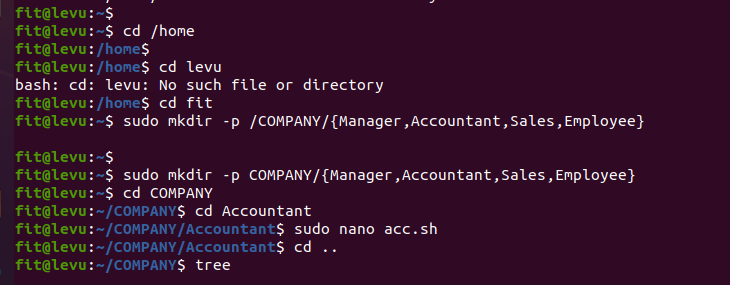 fit@levu:~$
fit@levu:~$ cd /home
fit@levu:/home$
fit@levu:/home$ cd levu
bash: cd: levu: No such file or directory
fit@levu:/home$ cd fit
fit@levu:~$ sudo mkdir -p /COMPANY/{Manager,Accountant,Sales,Employee}
fit@levu:~$
fit@levu:~$ sudo mkdir -p COMPANY/{Manager,Accountant,Sales,Employee}
fit@levu:~$ cd COMPANY
fit@levu:~/COMPANY$ cd Accountant
fit@levu:~/COMPANY/Accountant$ sudo nano acc.sh
fit@levu:~/COMPANY/Accountant$ cd ..
fit@levu:~/COMPANY$ tree